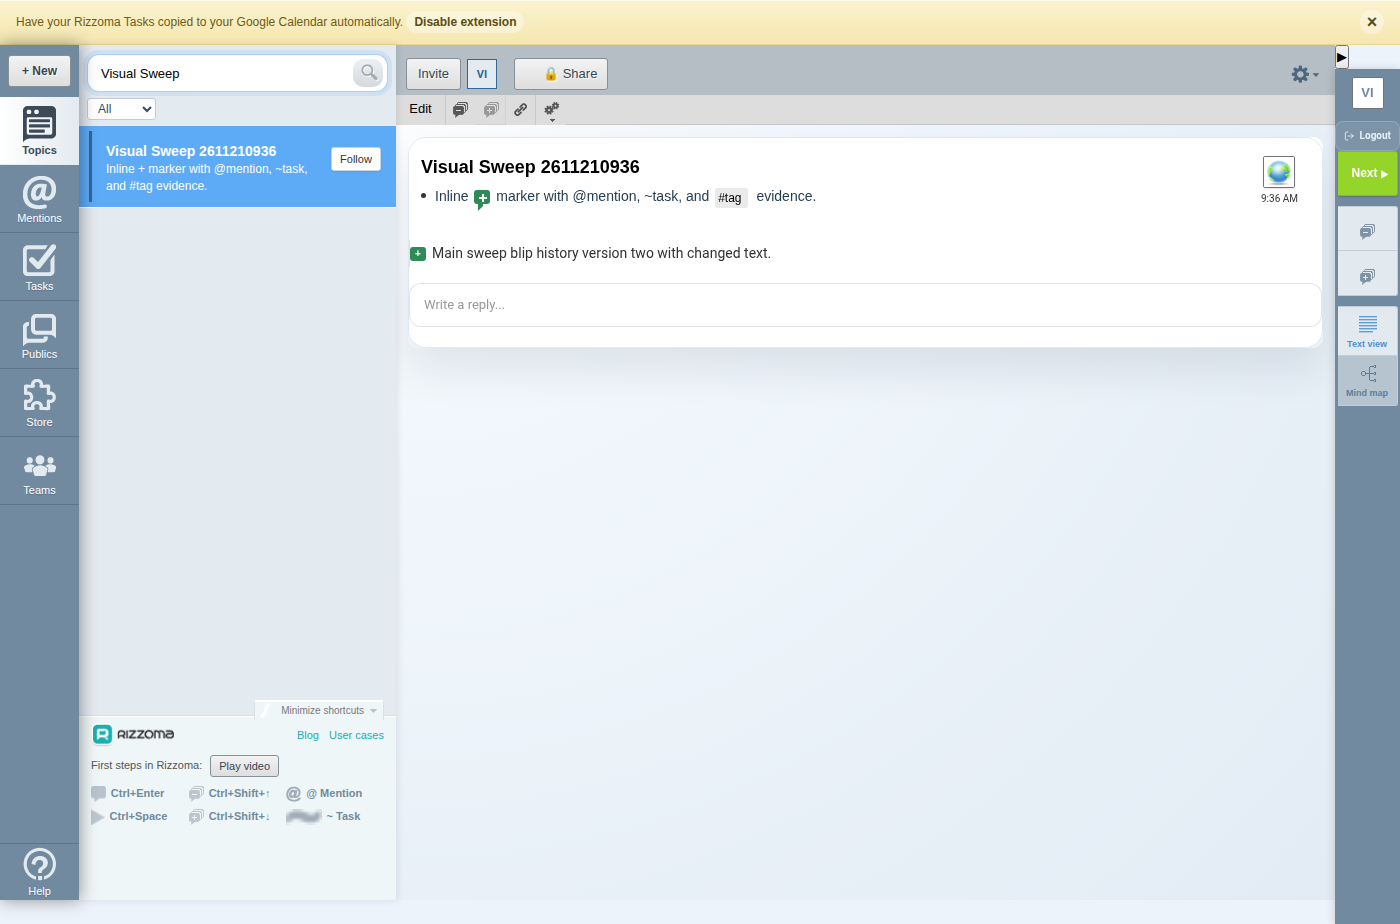 Have your Rizzoma Tasks copied to your Google Calendar automatically. Disable extension ×
+ New
Topics
@
Mentions
Tasks
Publics
Store
Teams
Help
Visual Sweep
All
Visual Sweep 2611210936
Inline + marker with @mention, ~task, and #tag evidence.
Follow
Minimize shortcuts
RIZZOMA
Blog User cases
First steps in Rizzoma: Play video
Ctrl+Enter Ctrl+Shift+↑ @ @ Mention
Ctrl+Space Ctrl+Shift+↓ ~ Task
Invite VI Share
Edit
Visual Sweep 2611210936
9:36 AM
• Inline + marker with @mention, ~task, and #tag evidence.
+ Main sweep blip history version two with changed text.
Write a reply...
▶
VI
Logout
Next ▶
Text view
Mind map